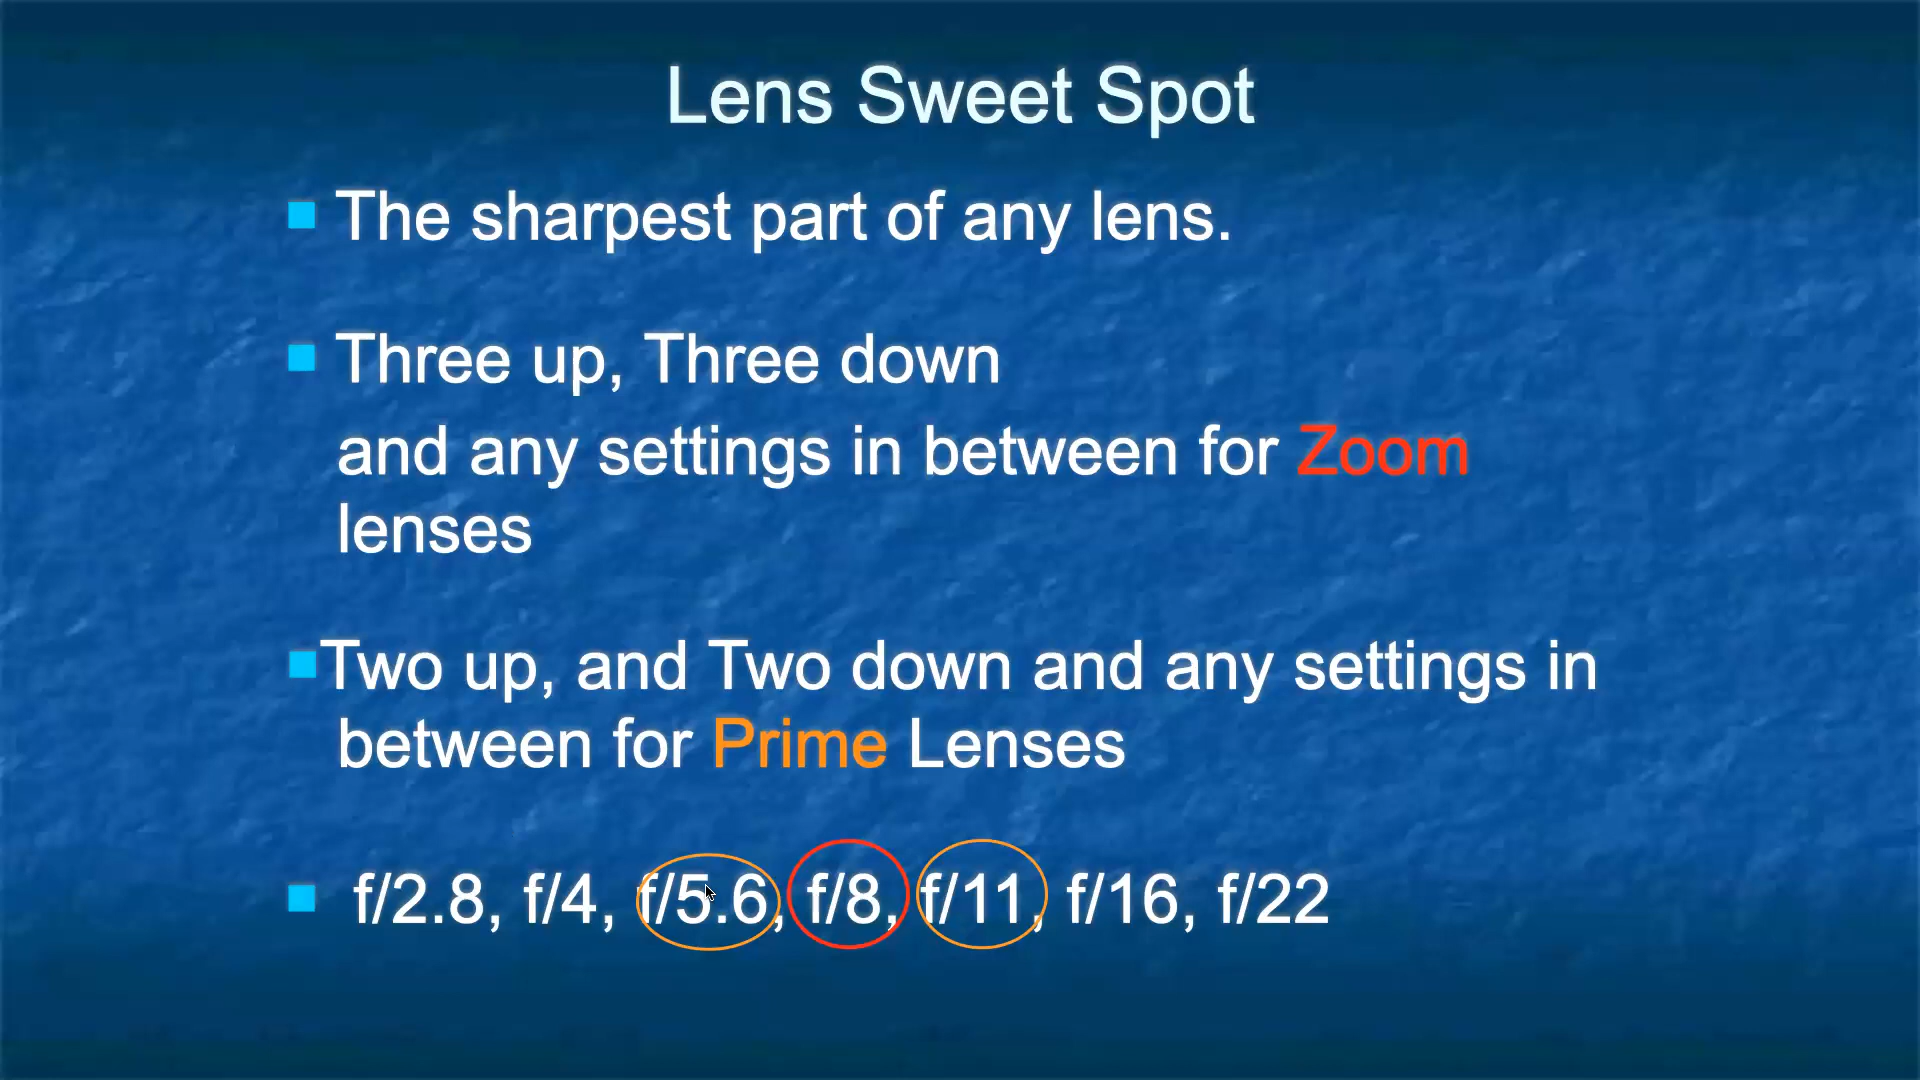 Lens Sweet Spot
The sharpest part of any lens.
Three up, Three down
and any settings in between for Zoom
lenses
Two up, and Two down and any settings in
between for Prime Lenses
f/2.8, f/4, f/5.6, f/8, f/11, f/16, f/22